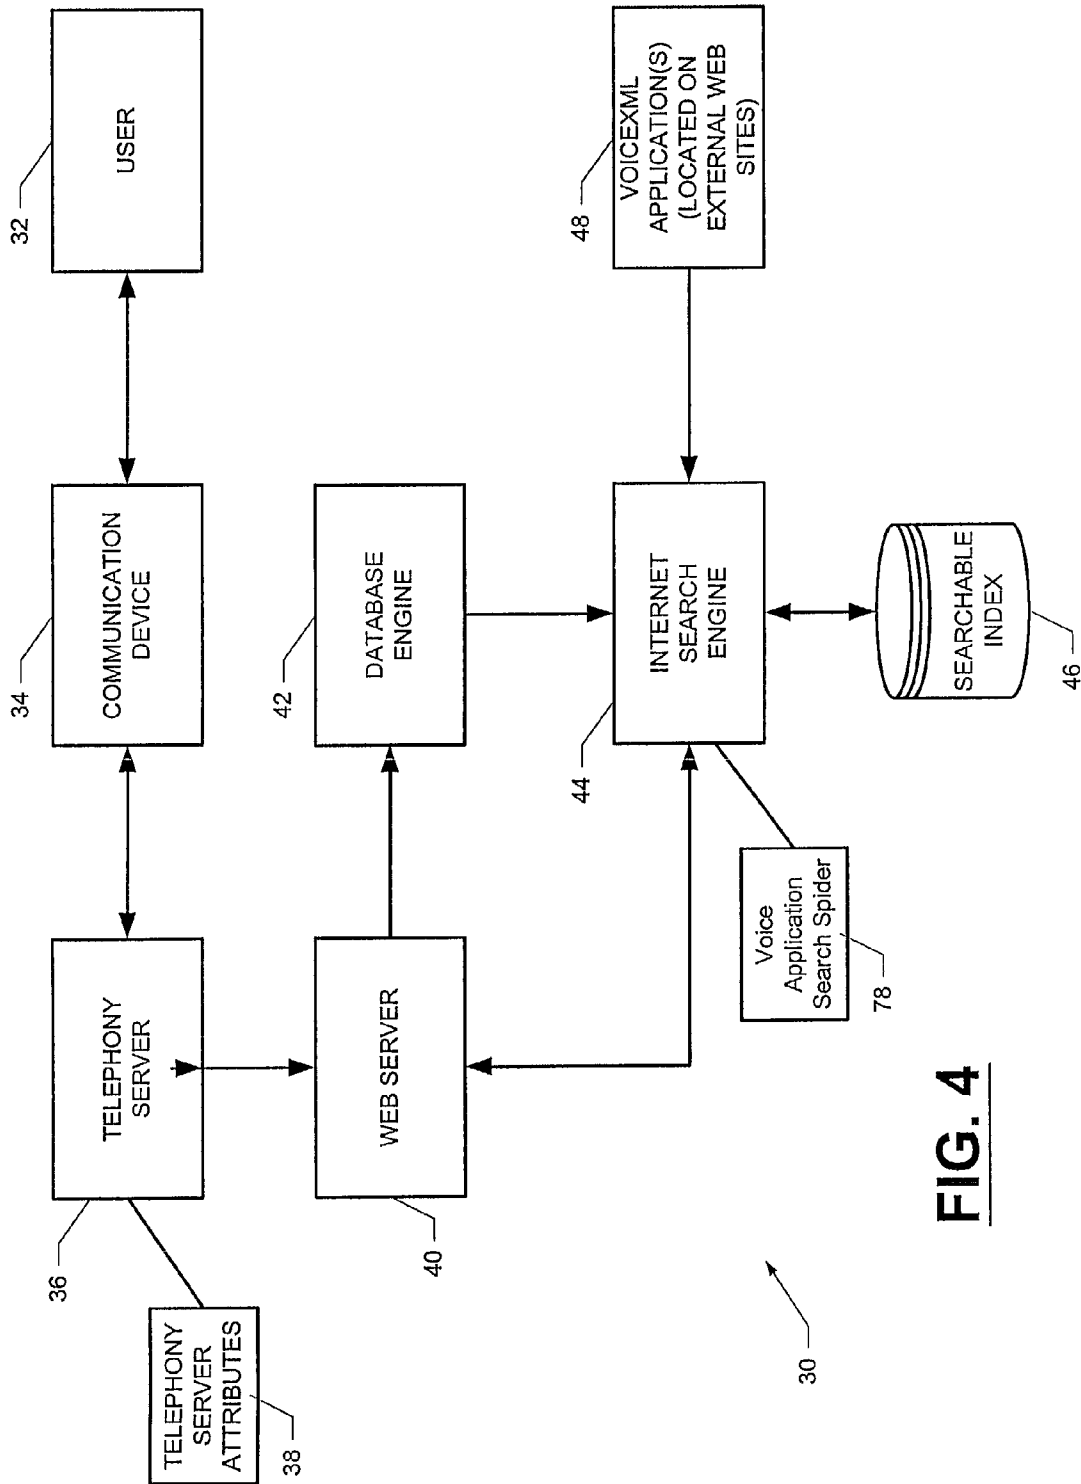 32
USER
34
COMMUNICATION
DEVICE
36
TELEPHONY
SERVER
TELEPHONY
SERVER
ATTRIBUTES
38
40
WEB SERVER
42
DATABASE
ENGINE
44
INTERNET
SEARCH
ENGINE
48
VOICEXML
APPLICATION(S)
(LOCATED ON
EXTERNAL WEB
SITES)
SEARCHABLE
INDEX
46
Voice
Application
Search Spider
78
30
FIG. 4